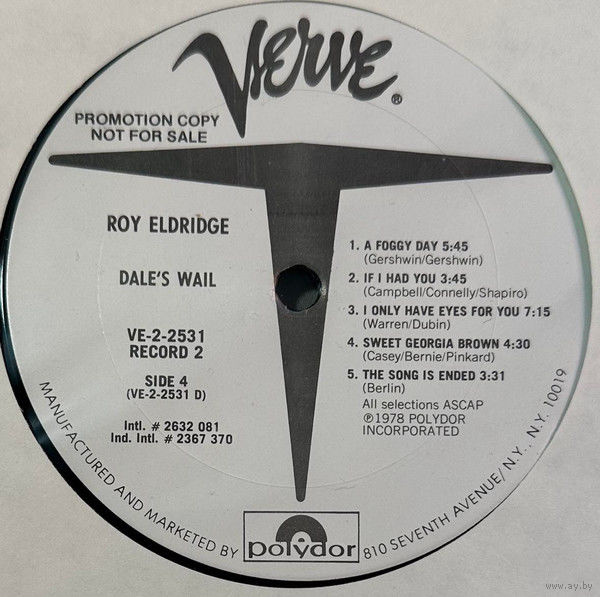 Verve®
PROMOTION COPY
NOT FOR SALE
ROY ELDRIDGE
DALE'S WAIL
VE-2-2531
RECORD 2
SIDE 4
(VE-2-2531 D)
Intl. # 2632 081
Ind. Intl. # 2367 370
1. A FOGGY DAY 5:45
(Gershwin/Gershwin)
2. IF I HAD YOU 3:45
(Campbell/Connelly/Shapiro)
3. I ONLY HAVE EYES FOR YOU 7:15
(Warren/Dubin)
4. SWEET GEORGIA BROWN 4:30
(Casey/Bernie/Pinkard)
5. THE SONG IS ENDED 3:31
(Berlin)
All selections ASCAP
℗1978 POLYDOR
INCORPORATED
MANUFACTURED AND MARKETED BY polydor 810 SEVENTH AVENUE/N.Y., N.Y. 10019
www.ay.by